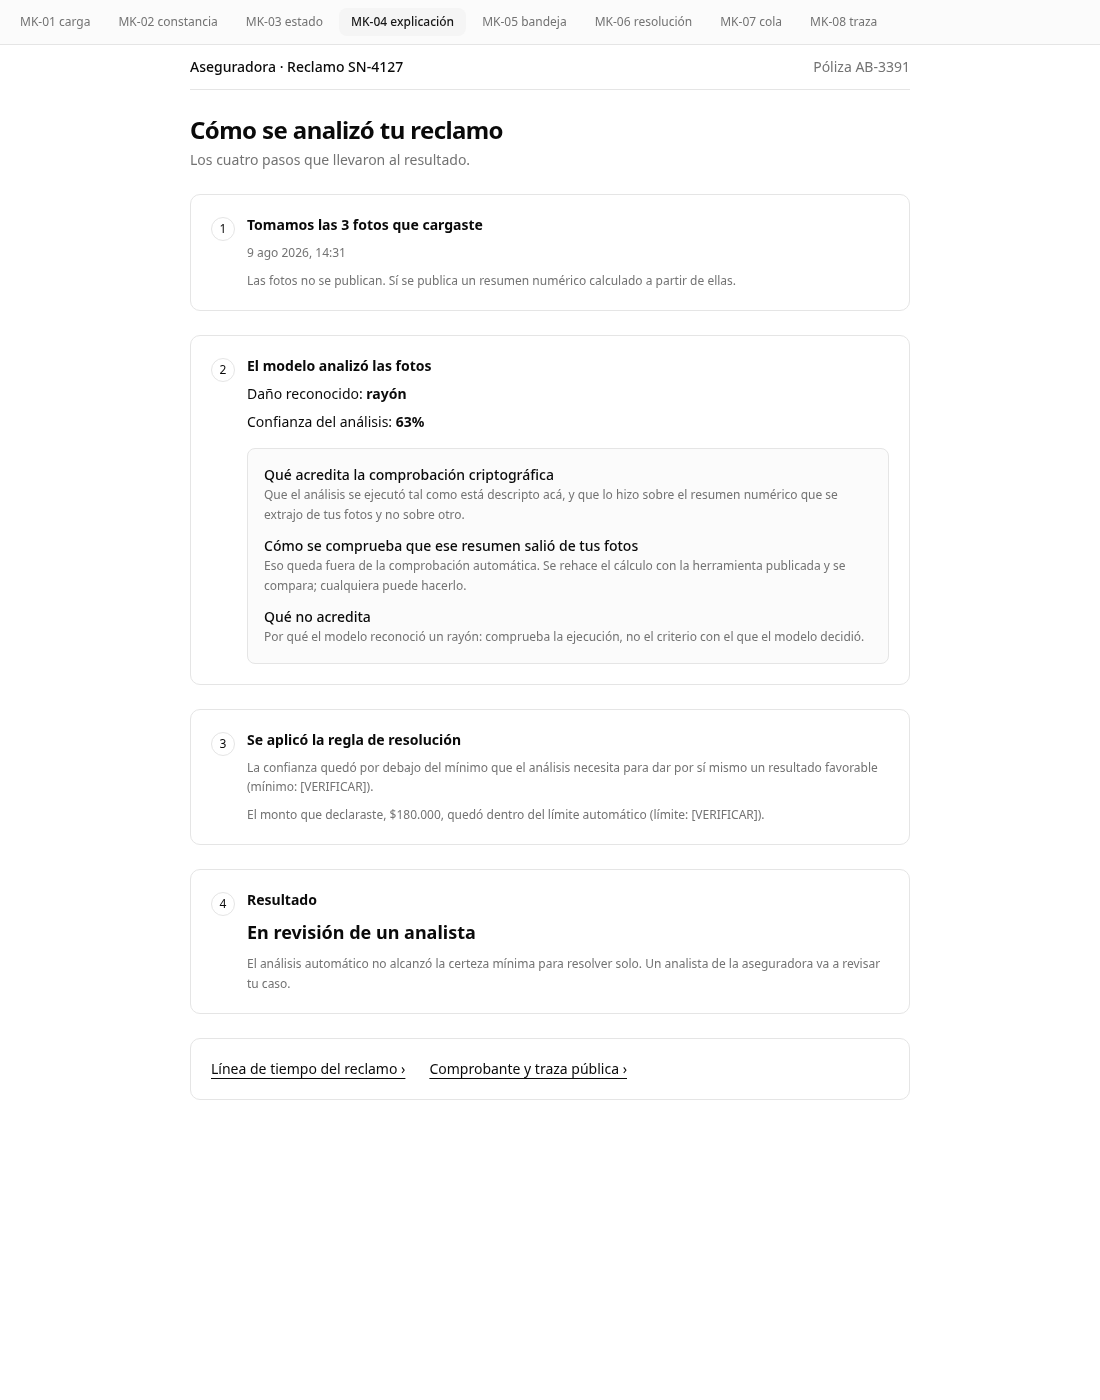 MK-01 carga MK-02 constancia MK-03 estado MK-04 explicación MK-05 bandeja MK-06 resolución MK-07 cola MK-08 traza
Aseguradora · Reclamo SN-4127 Póliza AB-3391
Cómo se analizó tu reclamo
Los cuatro pasos que llevaron al resultado.
1 Tomamos las 3 fotos que cargaste
9 ago 2026, 14:31
Las fotos no se publican. Sí se publica un resumen numérico calculado a partir de ellas.
2 El modelo analizó las fotos
Daño reconocido: rayón
Confianza del análisis: 63%
Qué acredita la comprobación criptográfica
Que el análisis se ejecutó tal como está descripto acá, y que lo hizo sobre el resumen numérico que se
extrajo de tus fotos y no sobre otro.
Cómo se comprueba que ese resumen salió de tus fotos
Eso queda fuera de la comprobación automática. Se rehace el cálculo con la herramienta publicada y se
compara; cualquiera puede hacerlo.
Qué no acredita
Por qué el modelo reconoció un rayón: comprueba la ejecución, no el criterio con el que el modelo decidió.
3 Se aplicó la regla de resolución
La confianza quedó por debajo del mínimo que el análisis necesita para dar por sí mismo un resultado favorable
(mínimo: [VERIFICAR]).
El monto que declaraste, $180.000, quedó dentro del límite automático (límite: [VERIFICAR]).
4 Resultado
En revisión de un analista
El análisis automático no alcanzó la certeza mínima para resolver solo. Un analista de la aseguradora va a revisar
tu caso.
Línea de tiempo del reclamo › Comprobante y traza pública ›